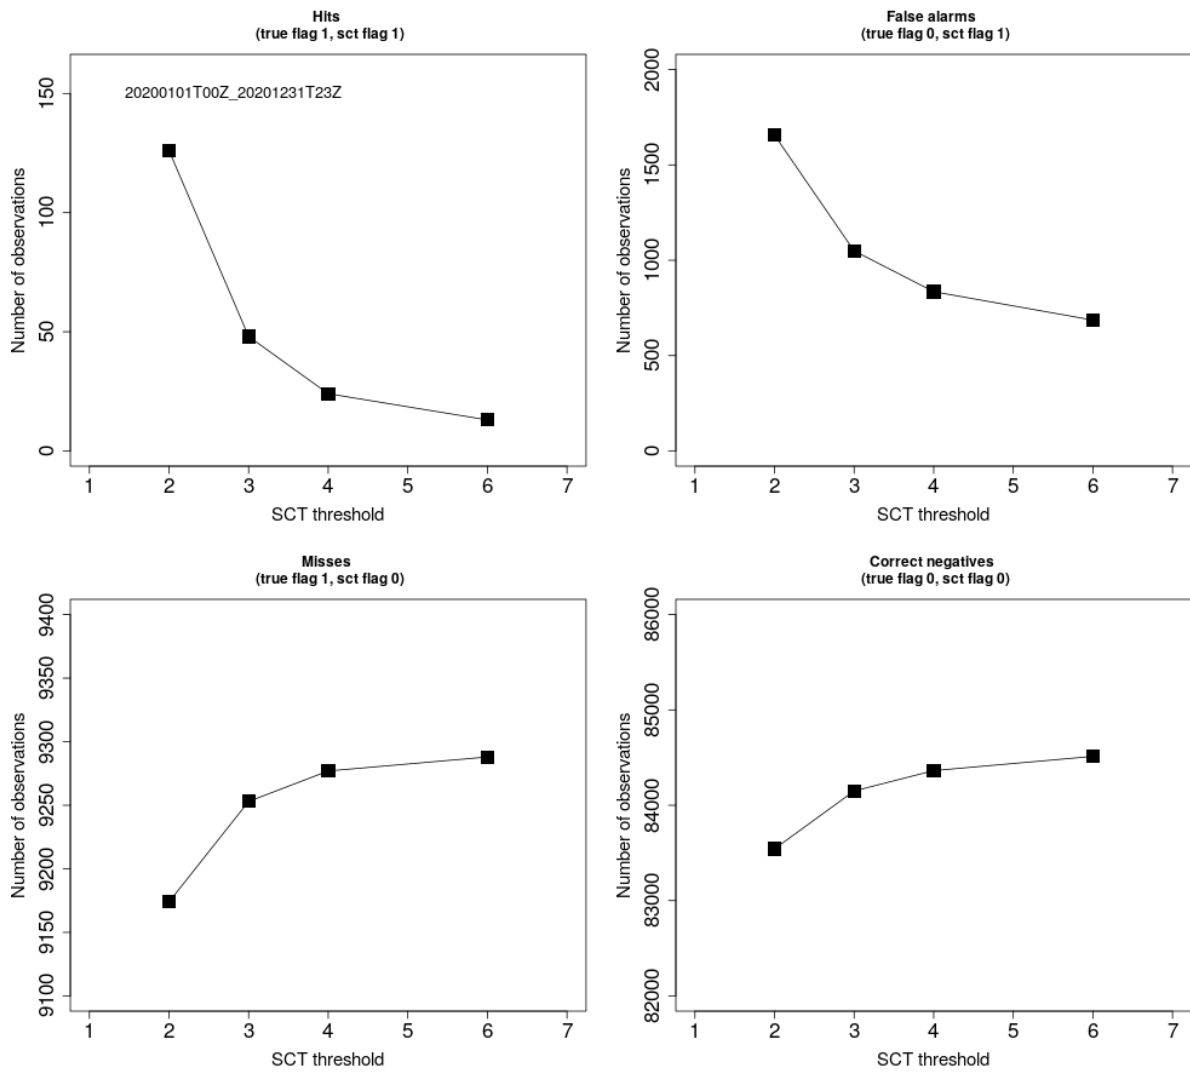 Hits
(true flag 1, sct flag 1)
20200101T00Z_20201231T23Z
Number of observations
150
100
50
0
1 2 3 4 5 6 7
SCT threshold
False alarms
(true flag 0, sct flag 1)
Number of observations
2000
1500
1000
500
0
1 2 3 4 5 6 7
SCT threshold
Misses
(true flag 1, sct flag 0)
Number of observations
9400
9350
9300
9250
9200
9150
9100
1 2 3 4 5 6 7
SCT threshold
Correct negatives
(true flag 0, sct flag 0)
Number of observations
86000
85000
84000
83000
82000
1 2 3 4 5 6 7
SCT threshold